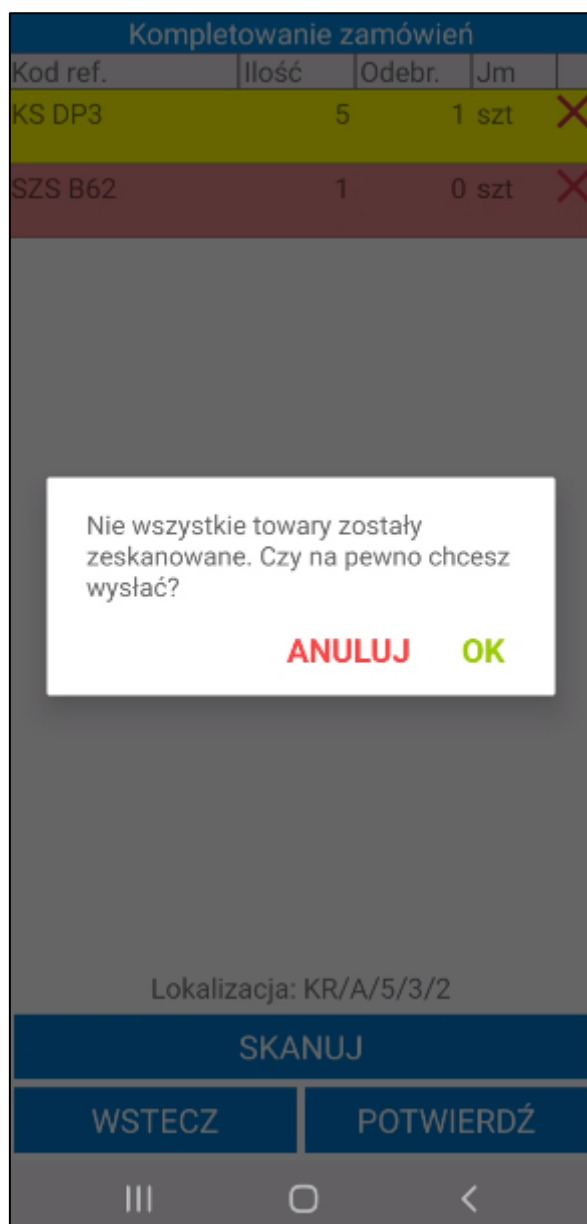 Kompletowanie zamówień
Kod ref. Ilość Odebr. Jm
KS DP3 5 1 szt
SZS B62 1 0 szt
Nie wszystkie towary zostały
zeskanowane. Czy na pewno chcesz
wysłać?
ANULUJ OK
Lokalizacja: KR/A/5/3/2
SKANUJ
WSTECZ POTWIERDŹ